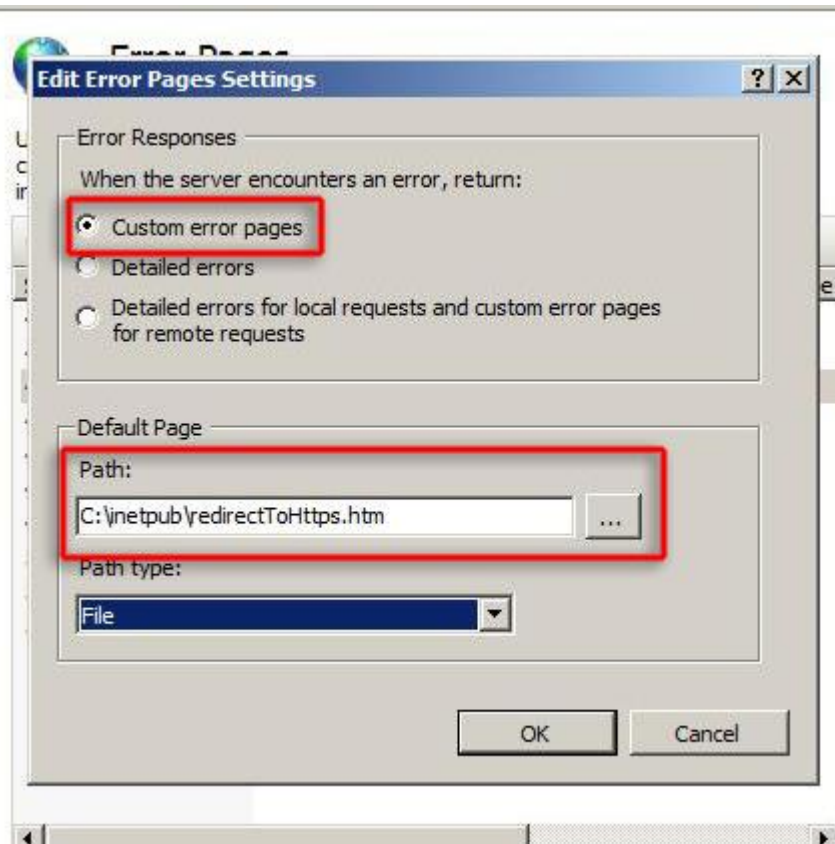 Error Pages
Edit Error Pages Settings
Error Responses
When the server encounters an error, return:
Custom error pages
Detailed errors
Detailed errors for local requests and custom error pages
for remote requests
Default Page
Path:
C:\inetpub\redirectToHttps.htm
...
Path type:
File
OK
Cancel